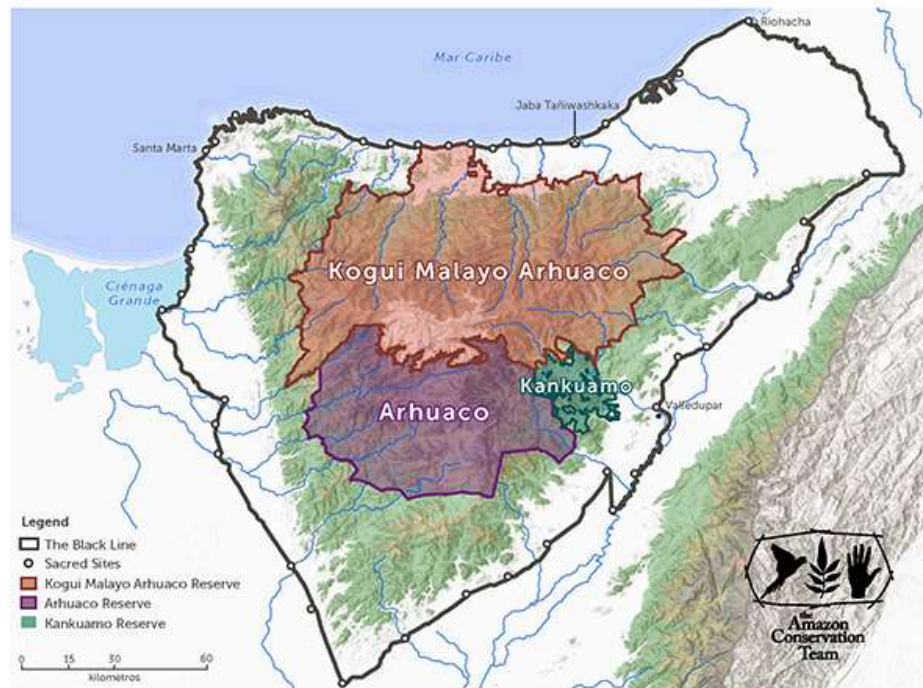 Riohacha
Mar Caribe
Jaba Tañiwashkaka
Santa Marta
Kogui Malayo Arhuaco
Ciénaga
Grande
Kankuamo
Arhuaco
Valledupar
Legend
The Black Line
Sacred Sites
Kogui Malayo Arhuaco Reserve
Arhuaco Reserve
Kankuamo Reserve
0 15 30 60
kilometros
the
Amazon
Conservation
Team